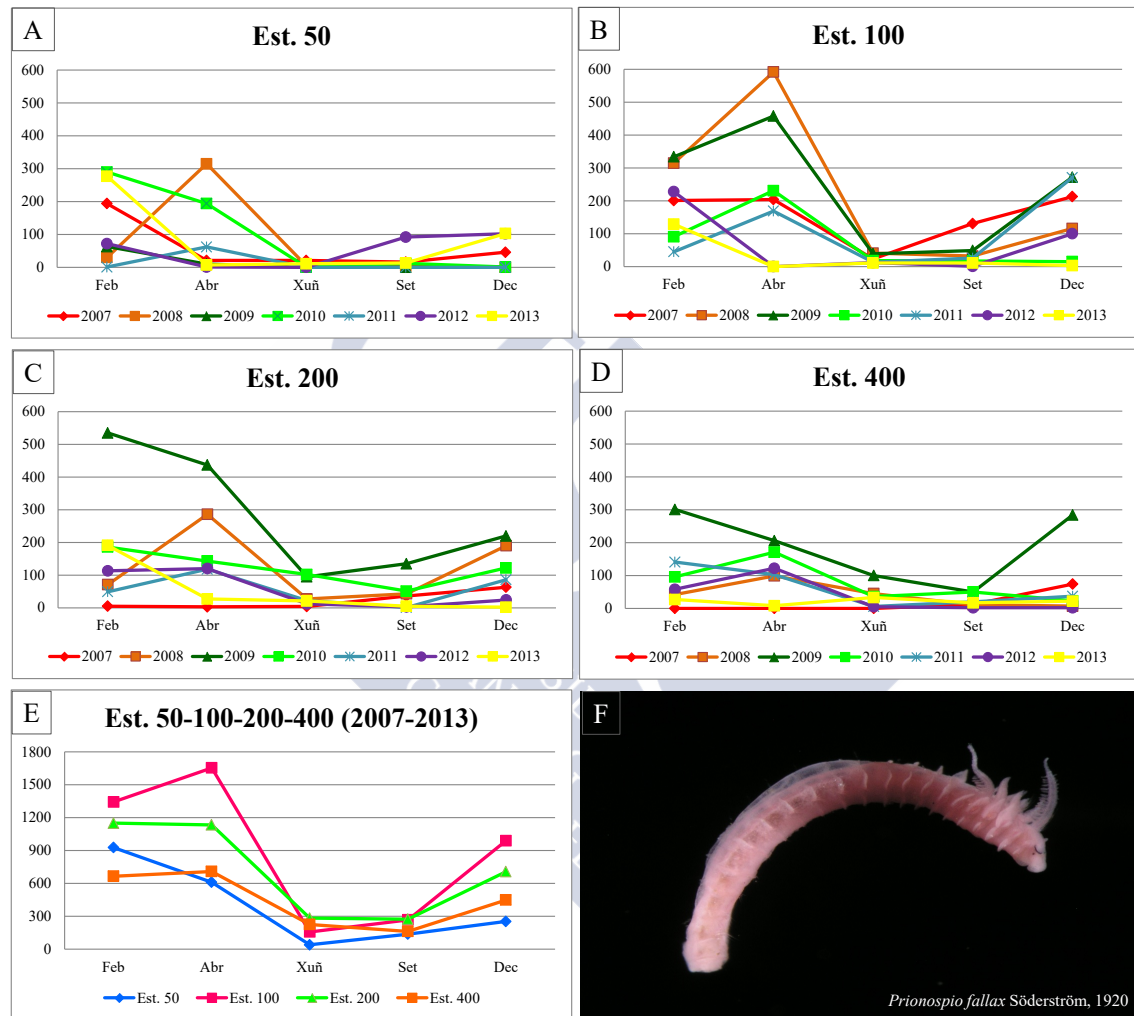 A
Est. 50
600
500
400
300
200
100
0
Feb Abr Xuñ Set Dec
2007 2008 2009 2010 2011 2012 2013
B
Est. 100
600
500
400
300
200
100
0
Feb Abr Xuñ Set Dec
2007 2008 2009 2010 2011 2012 2013
C
Est. 200
600
500
400
300
200
100
0
Feb Abr Xuñ Set Dec
2007 2008 2009 2010 2011 2012 2013
D
Est. 400
600
500
400
300
200
100
0
Feb Abr Xuñ Set Dec
2007 2008 2009 2010 2011 2012 2013
E
Est. 50-100-200-400 (2007-2013)
1800
1500
1200
900
600
300
0
Feb Abr Xuñ Set Dec
Est. 50 Est. 100 Est. 200 Est. 400
F
Prionospio fallax Söderström, 1920